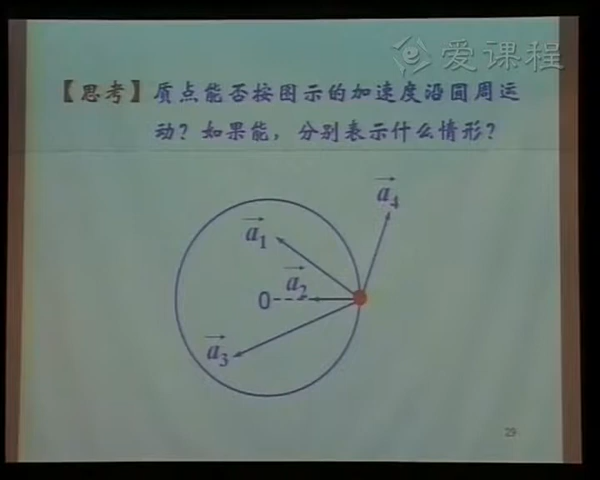 爱课程
【思考】质点能否按图示的加速度沿圆周运
动？如果能，分别表示什么情形？
a₄
a₁
a₂
O
a₃
29